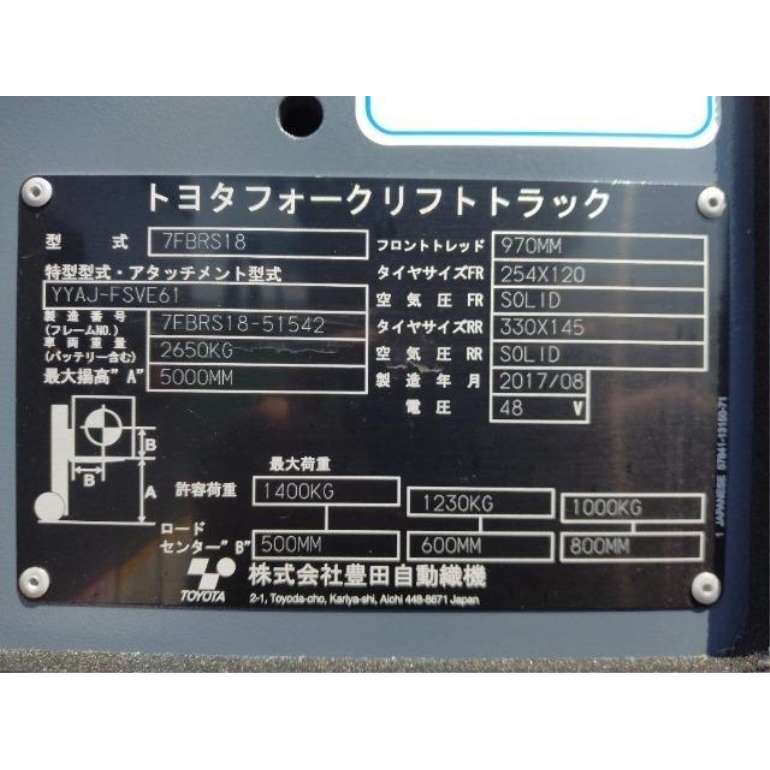 トヨタフォークリフトトラック
型式 7FBRS18
特型型式・アタッチメント型式
YYAJ-FSVE61
製造番号
(フレームNO.) 7FBRS18-51542
車両重量
(バッテリー含む) 2650KG
最大揚高"A" 5000MM
フロントトレッド 970MM
タイヤサイズFR 254X120
空気圧 FR SOLID
タイヤサイズRR 330X145
空気圧 RR SOLID
製造年月 2017/08
電圧 48 V
B
B
A
最大荷重
許容荷重 1400KG 1230KG 1000KG
ロード
センター"B" 500MM 600MM 800MM
TOYOTA
株式会社豊田自動織機
2-1, Toyoda-cho, Kariya-shi, Aichi 448-8671 Japan
1 JAPANESE 57941-13150-71